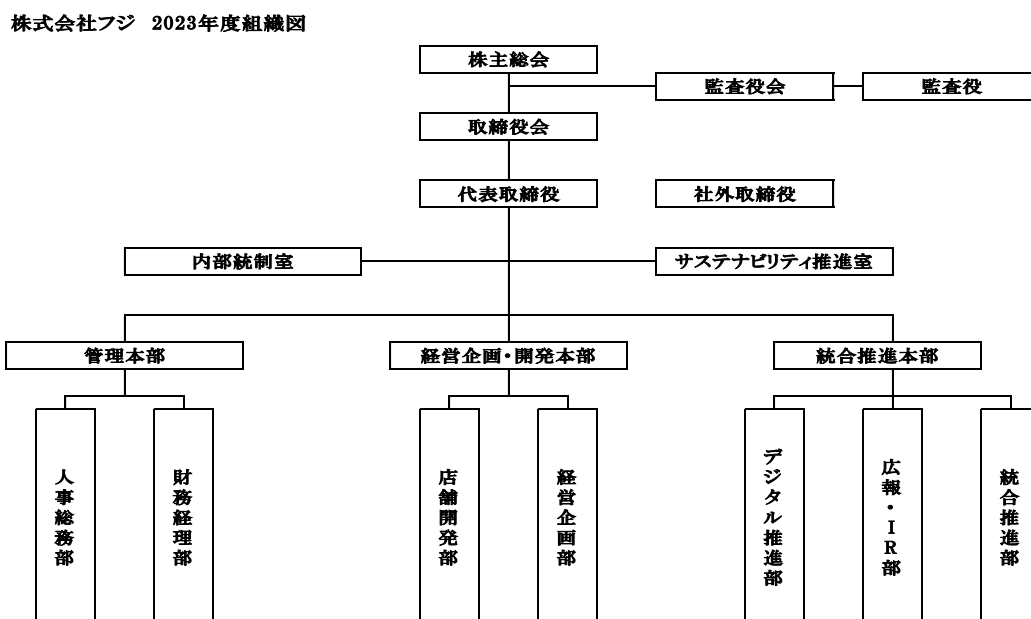 株式会社フジ 2023年度組織図
株主総会
監査役会
監査役
取締役会
代表取締役
社外取締役
内部統制室
サステナビリティ推進室
管理本部
経営企画・開発本部
統合推進本部
人事総務部
財務経理部
店舗開発部
経営企画部
デジタル推進部
広報・IR部
統合推進部